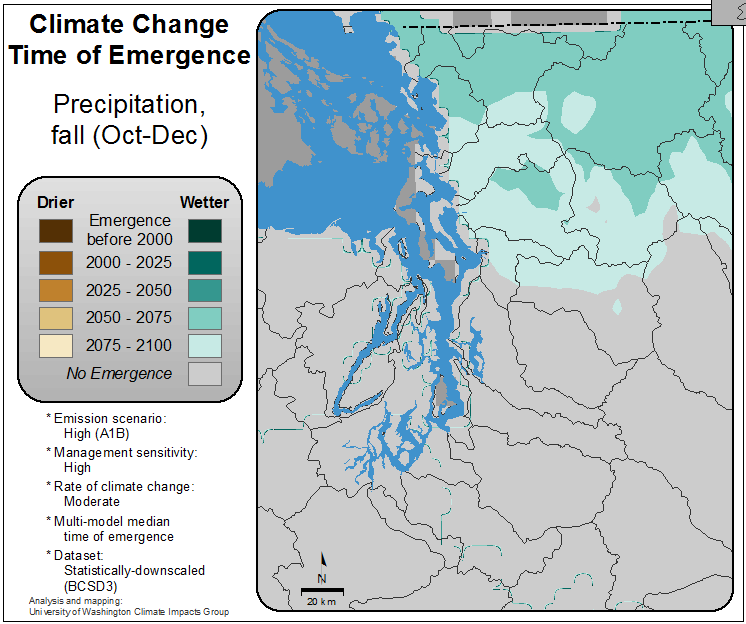 Climate Change
Time of Emergence
Precipitation,
fall (Oct-Dec)
Drier Wetter
Emergence
before 2000
2000 - 2025
2025 - 2050
2050 - 2075
2075 - 2100
No Emergence
* Emission scenario:
High (A1B)
* Management sensitivity:
High
* Rate of climate change:
Moderate
* Multi-model median
time of emergence
* Dataset:
Statistically-downscaled
(BCSD3)
Analysis and mapping:
University of Washington Climate Impacts Group
N
20 km